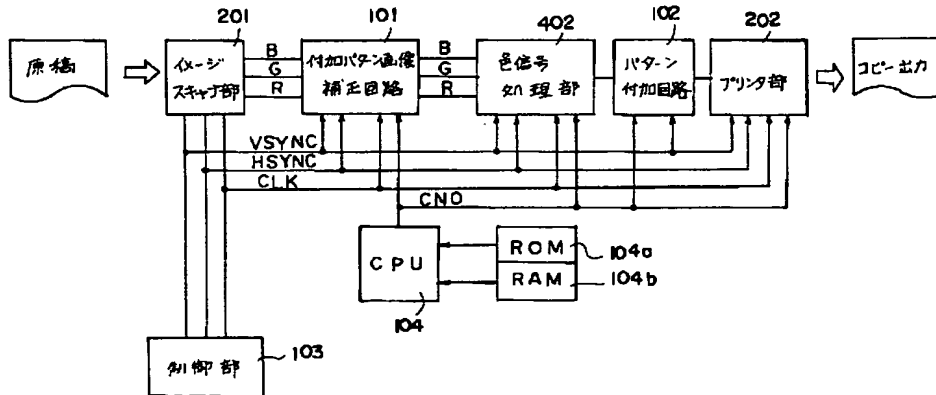 201
101
402
102
202
原稿
イメージ
スキャナ部
B
G
R
付加パターン画像
補正回路
B
G
R
色信号
処理部
パターン
付加回路
プリンタ部
コピー出力
VSYNC
HSYNC
CLK
CNO
CPU
ROM
RAM
104a
104b
104
制御部
103